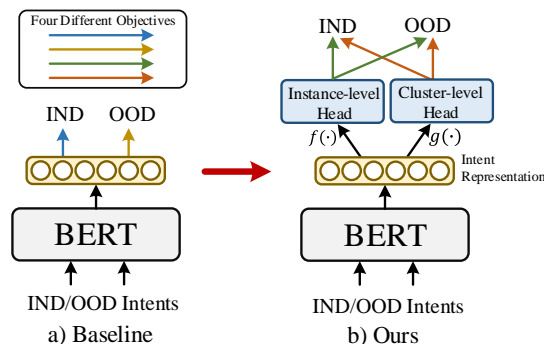 Four Different Objectives
IND OOD
BERT
IND/OOD Intents
a) Baseline
IND OOD
Instance-level
Head
Cluster-level
Head
f(·) g(·)
Intent
Representation
BERT
IND/OOD Intents
b) Ours